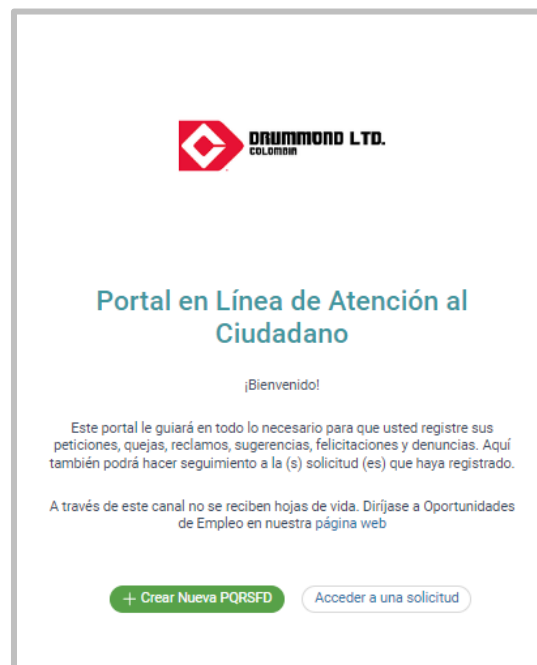 DRUMMOND LTD.
COLOMBIA
Portal en Línea de Atención al
Ciudadano
¡Bienvenido!
Este portal le guiará en todo lo necesario para que usted registre sus
peticiones, quejas, reclamos, sugerencias, felicitaciones y denuncias. Aquí
también podrá hacer seguimiento a la (s) solicitud (es) que haya registrado.
A través de este canal no se reciben hojas de vida. Diríjase a Oportunidades
de Empleo en nuestra página web
+ Crear Nueva PQRSFD
Acceder a una solicitud